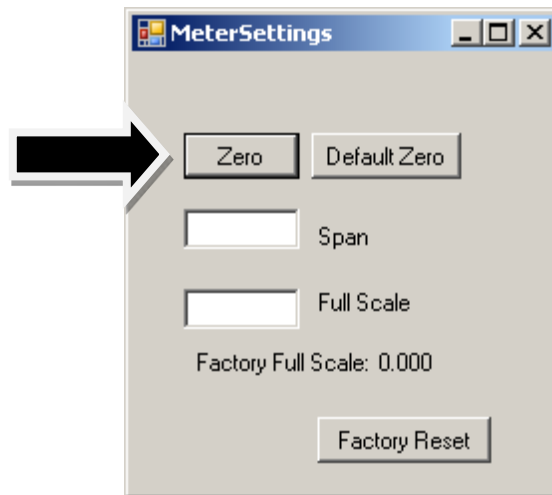 MeterSettings
Zero
Default Zero
Span
Full Scale
Factory Full Scale: 0.000
Factory Reset